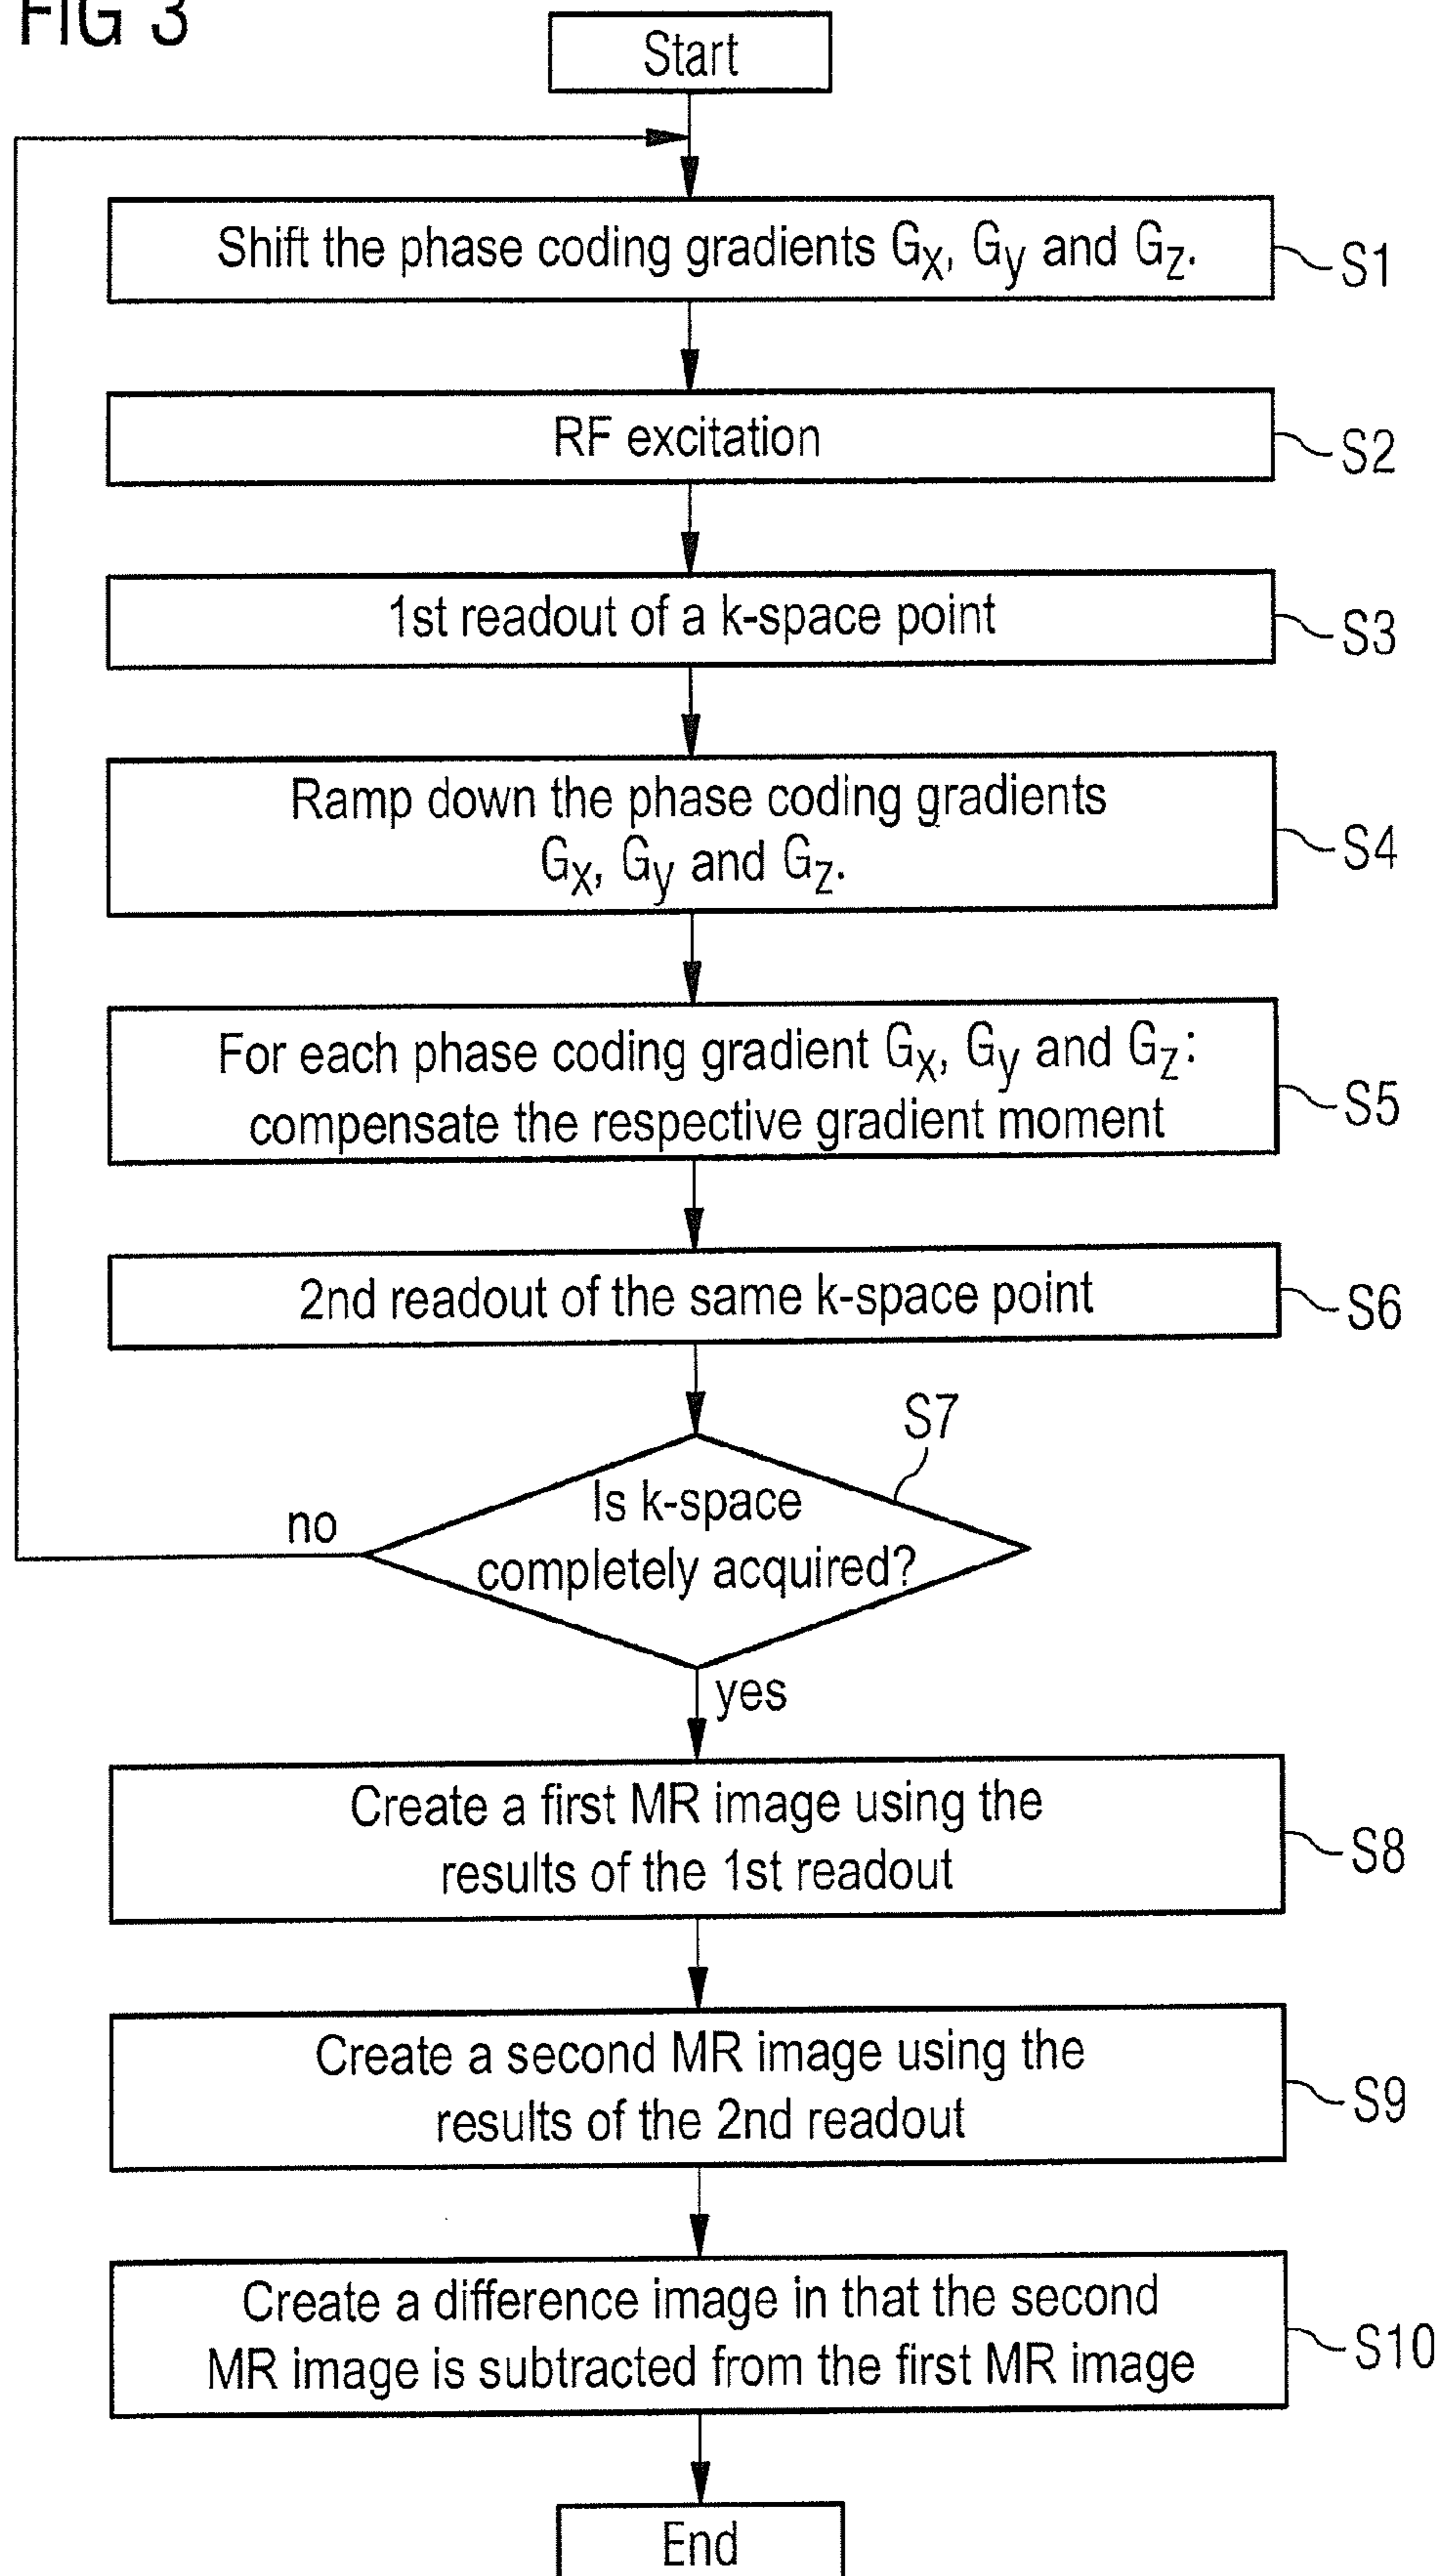 FIG 3
Start
Shift the phase coding gradients Gx, Gy and Gz.
S1
RF excitation
S2
1st readout of a k-space point
S3
Ramp down the phase coding gradients
Gx, Gy and Gz.
S4
For each phase coding gradient Gx, Gy and Gz:
compensate the respective gradient moment
S5
2nd readout of the same k-space point
S6
S7
Is k-space
completely acquired?
no
yes
Create a first MR image using the
results of the 1st readout
S8
Create a second MR image using the
results of the 2nd readout
S9
Create a difference image in that the second
MR image is subtracted from the first MR image
S10
End